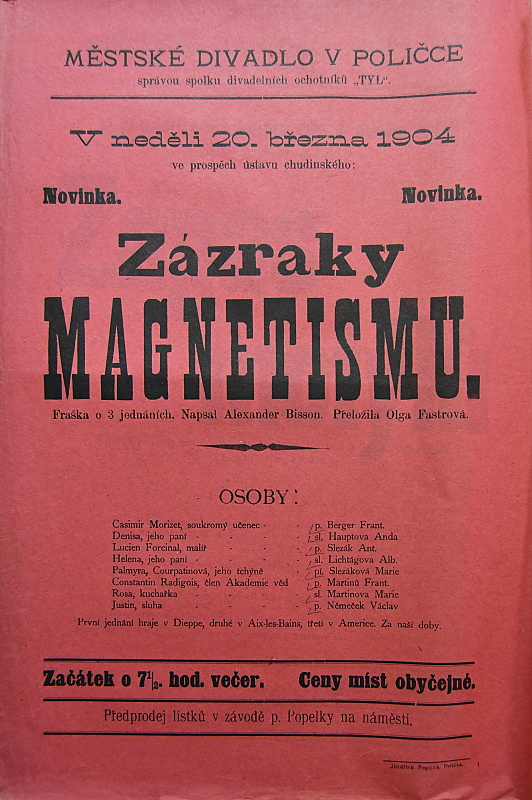 MĚSTSKÉ DIVADLO V POLIČCE
správou spolku divadelních ochotníků „TYL“.
V neděli 20. března 1904
ve prospěch ústavu chudinského:
Novinka. Novinka.
Zázraky
MAGNETISMU.
Fraška o 3 jednáních. Napsal Alexander Bisson. Přeložila Olga Fastrová.
OSOBY:
Casimir Morizet, soukromý učenec - - p. Berger Frant.
Denisa, jeho paní - - - - sl. Hauptova Anda
Lucien Forcinal, malíř - - - p. Slezák Ant.
Helena, jeho paní - - - - sl. Lichtágova Alb.
Palmyra, Courpatinová, jeho tchýně - pí. Slezáková Marie
Constantin Radigois, člen Akademie věd - p. Martinů Frant.
Rosa, kuchařka - - - - sl. Martinova Marie
Justin, sluha - - - - p. Němeček Václav
První jednání hraje v Dieppe, druhé v Aix-les-Bains, třetí v Americe. Za naší doby.
Začátek o 7½. hod. večer. Ceny míst obyčejné.
Předprodej lístků v závodě p. Popelky na náměstí.
Jindřich Popelka Polička.